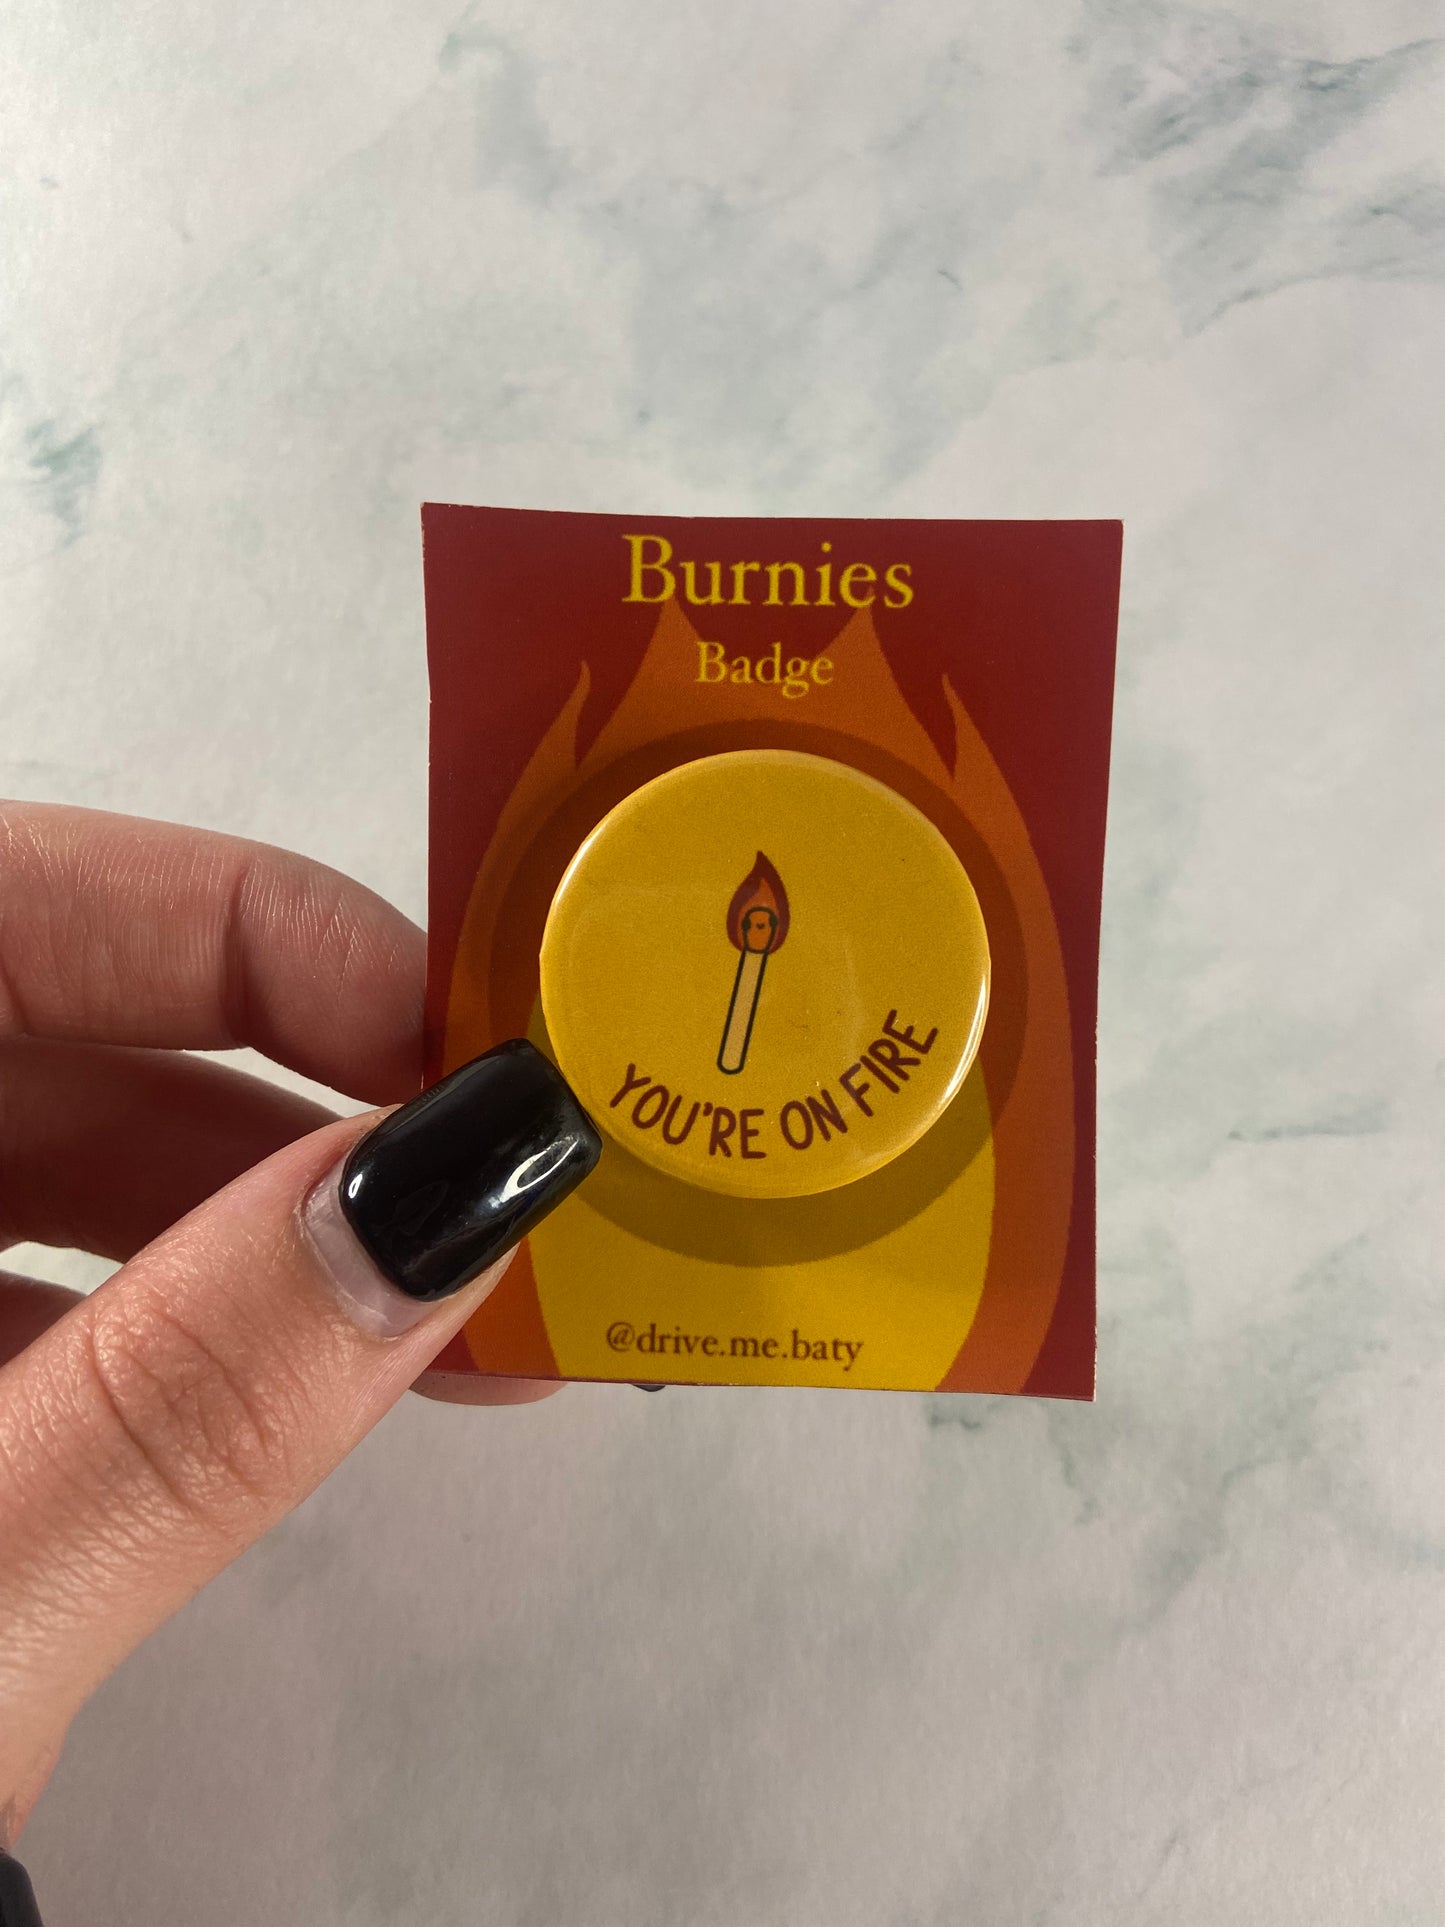 Burnies
Badge
YOU'RE ON FIRE
@drive.me.baty